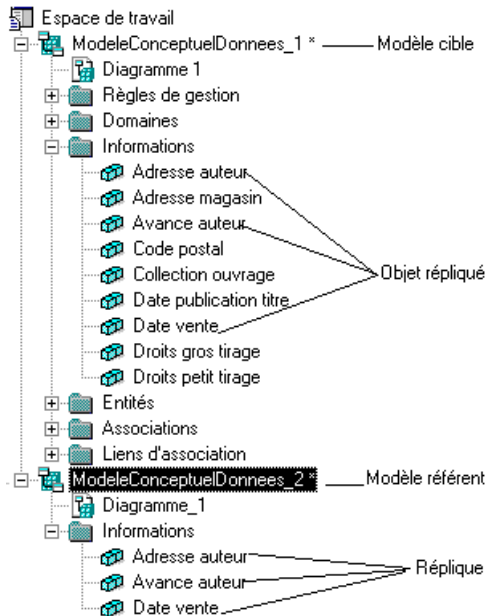 Espace de travail
ModeleConceptuelDonnees_1 * Modèle cible
Diagramme 1
Règles de gestion
Domaines
Informations
Adresse auteur
Adresse magasin
Avance auteur
Code postal
Collection ouvrage Objet répliqué
Date publication titre
Date vente
Droits gros tirage
Droits petit tirage
Entités
Associations
Liens d'association
ModeleConceptuelDonnees_2 * Modèle référent
Diagramme_1
Informations
Adresse auteur
Avance auteur Réplique
Date vente